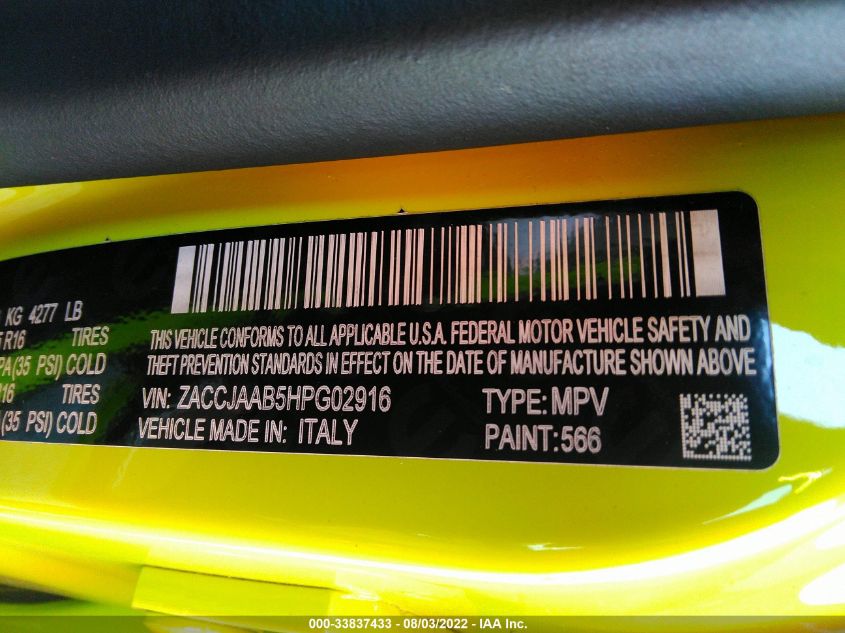 KG 4277 LB
R16 TIRES
(35 PSI) COLD
TIRES
(35 PSI) COLD
THIS VEHICLE CONFORMS TO ALL APPLICABLE U.S.A. FEDERAL MOTOR VEHICLE SAFETY AND
THEFT PREVENTION STANDARDS IN EFFECT ON THE DATE OF MANUFACTURE SHOWN ABOVE
VIN: ZACCJAAB5HPG02916 TYPE: MPV
VEHICLE MADE IN: ITALY PAINT: 566
000-33837433 - 08/03/2022 - IAA Inc.